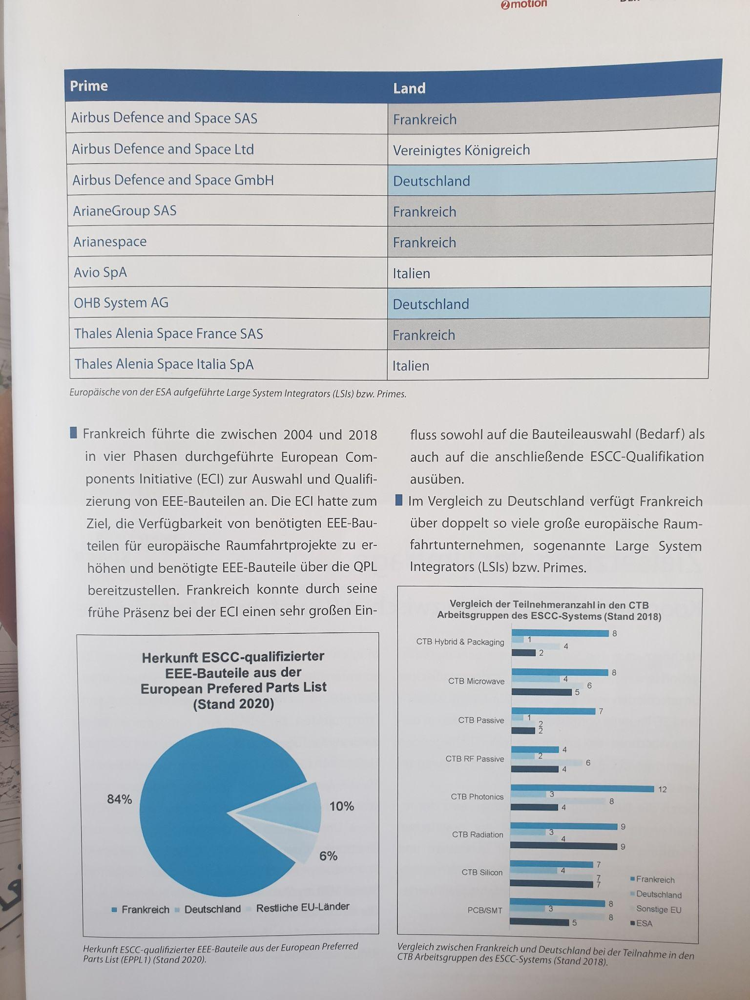 2motion
Prime Land
Airbus Defence and Space SAS Frankreich
Airbus Defence and Space Ltd Vereinigtes Königreich
Airbus Defence and Space GmbH Deutschland
ArianeGroup SAS Frankreich
Arianespace Frankreich
Avio SpA Italien
OHB System AG Deutschland
Thales Alenia Space France SAS Frankreich
Thales Alenia Space Italia SpA Italien
Europäische von der ESA aufgeführte Large System Integrators (LSIs) bzw. Primes.
Frankreich führte die zwischen 2004 und 2018
in vier Phasen durchgeführte European Com-
ponents Initiative (ECI) zur Auswahl und Qualifi-
zierung von EEE-Bauteilen an. Die ECI hatte zum
Ziel, die Verfügbarkeit von benötigten EEE-Bau-
teilen für europäische Raumfahrtprojekte zu er-
höhen und benötigte EEE-Bauteile über die QPL
bereitzustellen. Frankreich konnte durch seine
frühe Präsenz bei der ECI einen sehr großen Ein-
fluss sowohl auf die Bauteileauswahl (Bedarf) als
auch auf die anschließende ESCC-Qualifikation
ausüben.
Im Vergleich zu Deutschland verfügt Frankreich
über doppelt so viele große europäische Raum-
fahrtunternehmen, sogenannte Large System
Integrators (LSIs) bzw. Primes.
Herkunft ESCC-qualifizierter
EEE-Bauteile aus der
European Prefered Parts List
(Stand 2020)
84%
10%
6%
Frankreich Deutschland Restliche EU-Länder
Herkunft ESCC-qualifizierter EEE-Bauteile aus der European Preferred
Parts List (EPPL1) (Stand 2020).
Vergleich der Teilnehmeranzahl in den CTB
Arbeitsgruppen des ESCC-Systems (Stand 2018)
CTB Hybrid & Packaging
8
1
4
2
CTB Microwave
8
4
6
5
CTB Passive
7
1
2
2
CTB RF Passive
4
2
6
4
CTB Photonics
12
3
8
4
CTB Radiation
9
3
4
9
CTB Silicon
7
4
7
7
PCB/SMT
8
3
8
5
Frankreich
Deutschland
Sonstige EU
ESA
Vergleich zwischen Frankreich und Deutschland bei der Teilnahme in den
CTB Arbeitsgruppen des ESCC-Systems (Stand 2018).